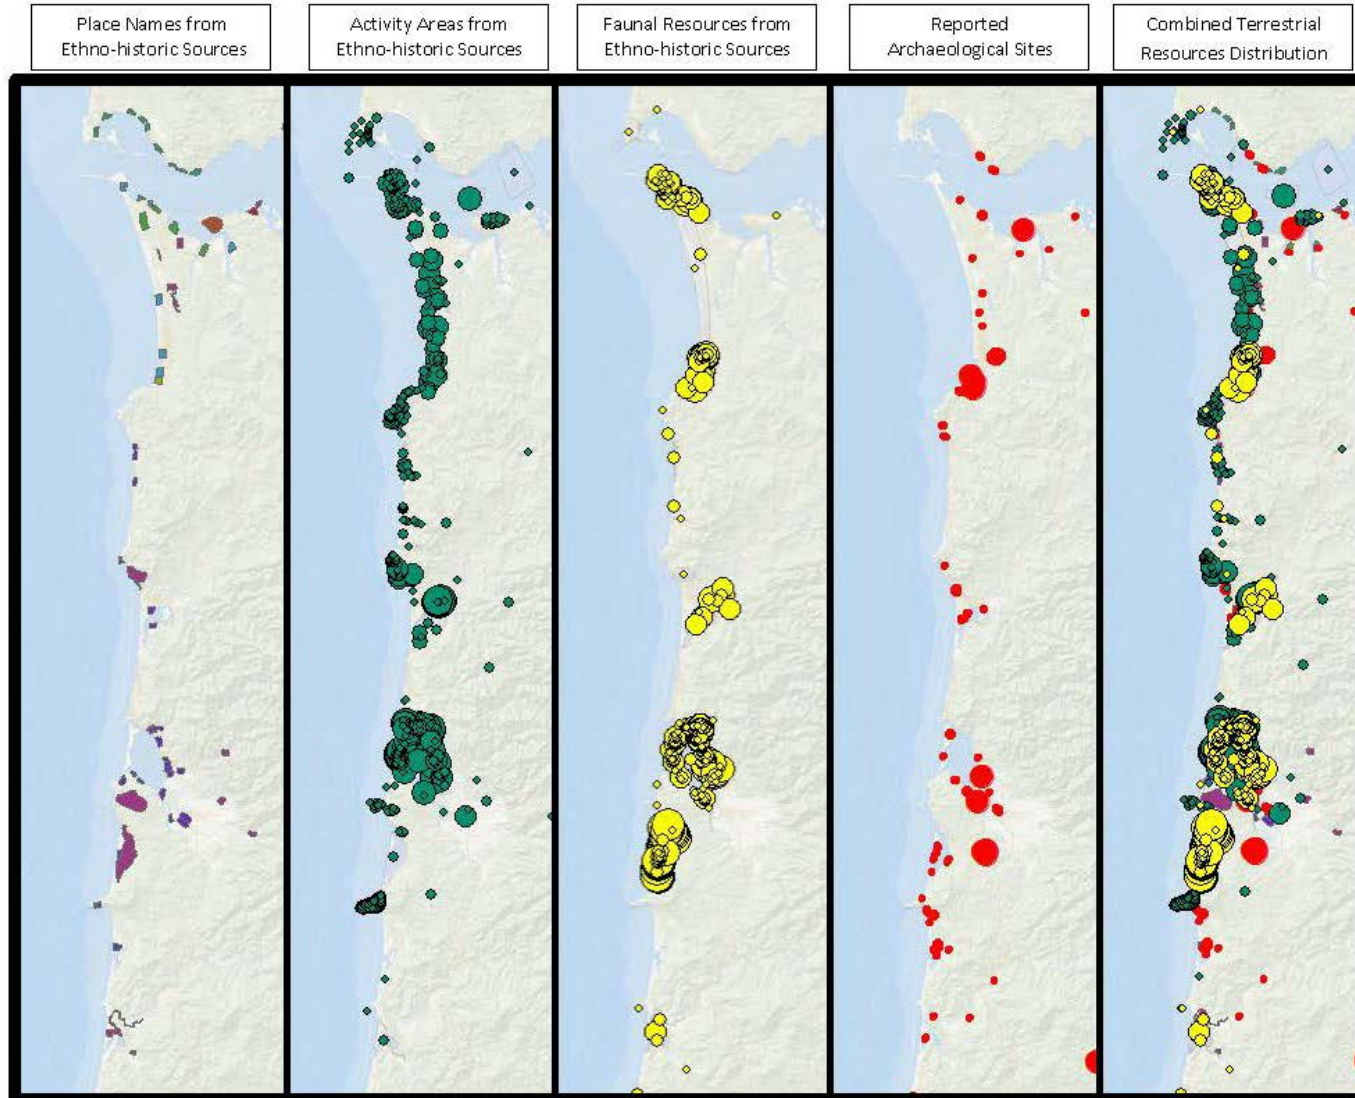 Place Names from
Ethno-historic Sources
Activity Areas from
Ethno-historic Sources
Faunal Resources from
Ethno-historic Sources
Reported
Archaeological Sites
Combined Terrestrial
Resources Distribution